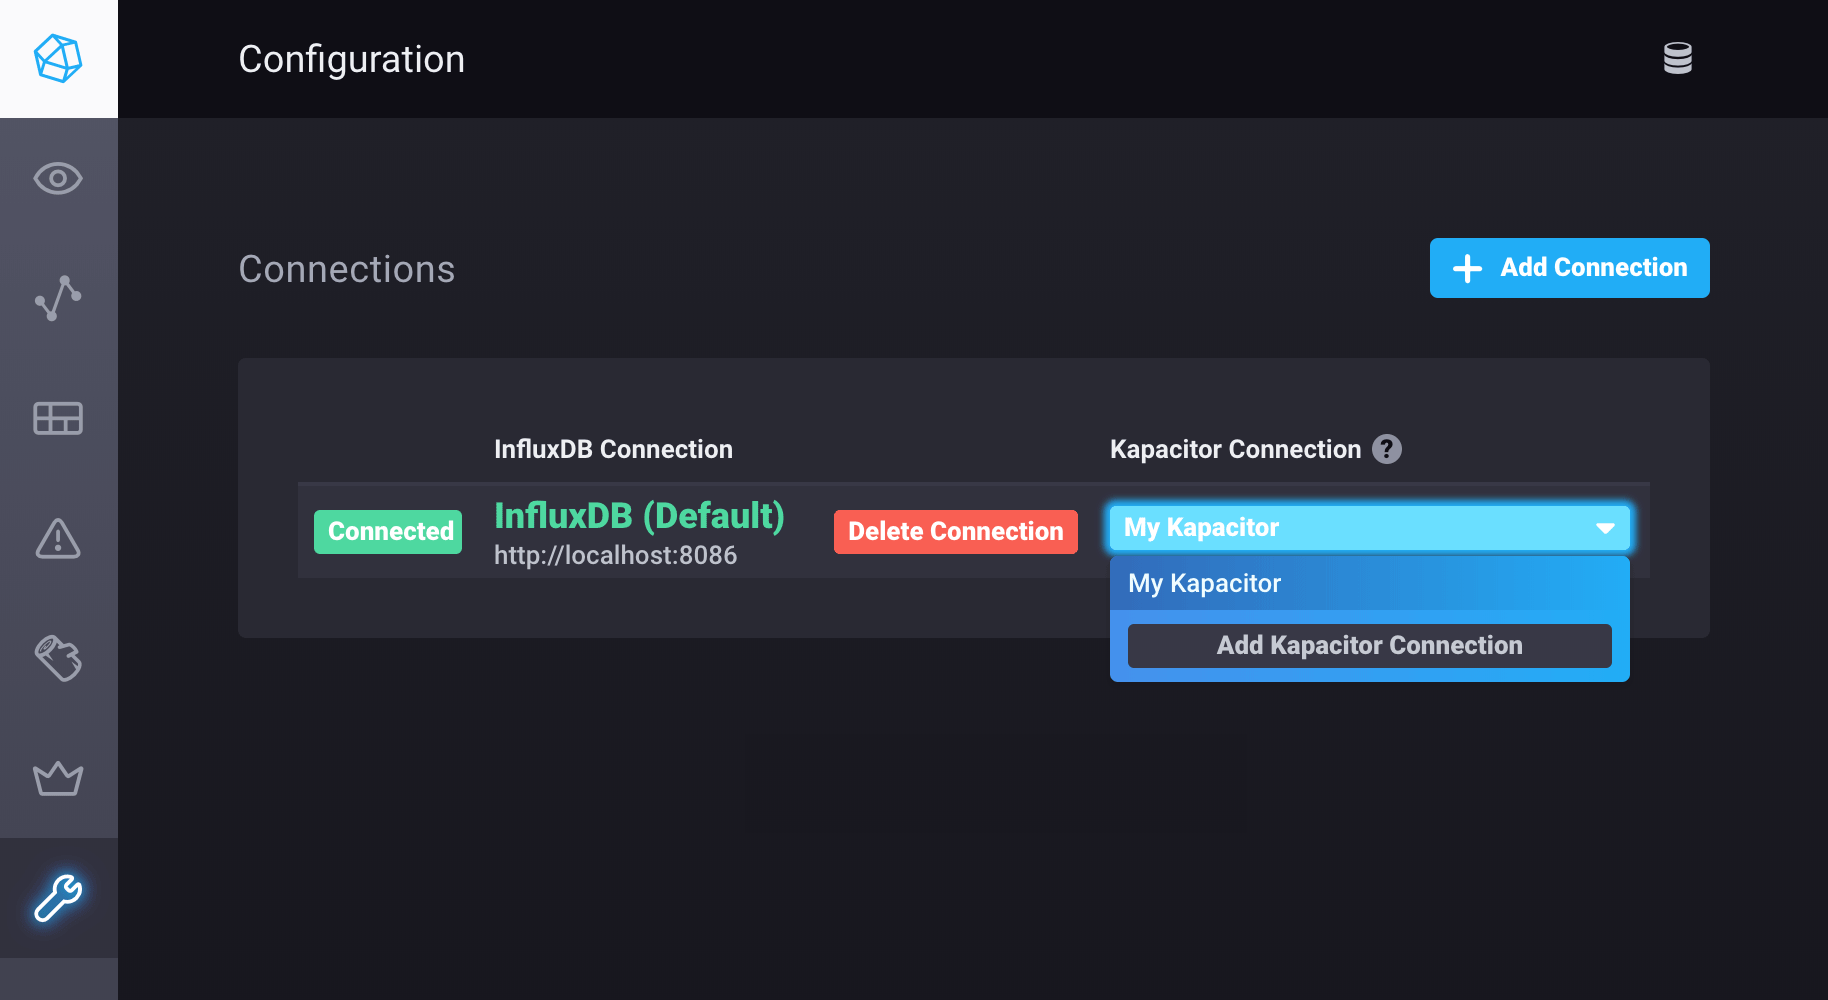 Configuration
Connections
Add Connection
InfluxDB Connection
Kapacitor Connection ?
Connected
InfluxDB (Default)
http://localhost:8086
Delete Connection
My Kapacitor
My Kapacitor
Add Kapacitor Connection